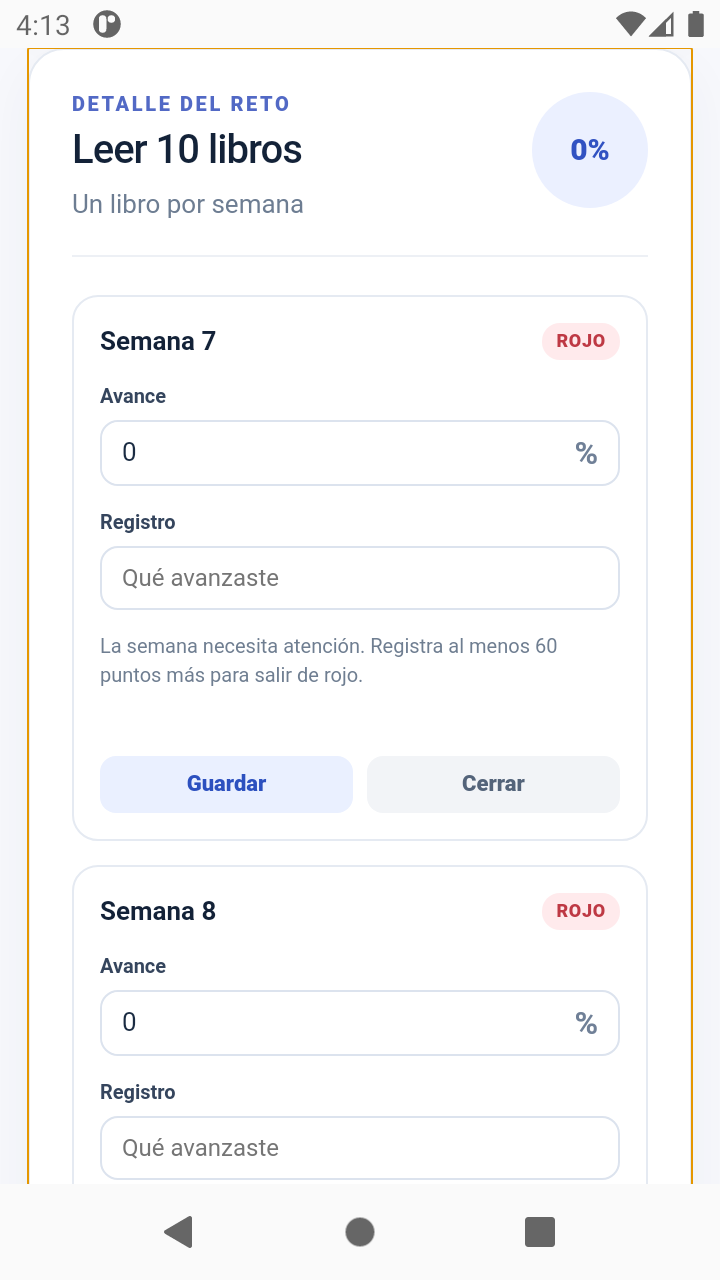 4:13
DETALLE DEL RETO
Leer 10 libros
0%
Un libro por semana
Semana 7
ROJO
Avance
0
%
Registro
Qué avanzaste
La semana necesita atención. Registra al menos 60
puntos más para salir de rojo.
Guardar
Cerrar
Semana 8
ROJO
Avance
0
%
Registro
Qué avanzaste